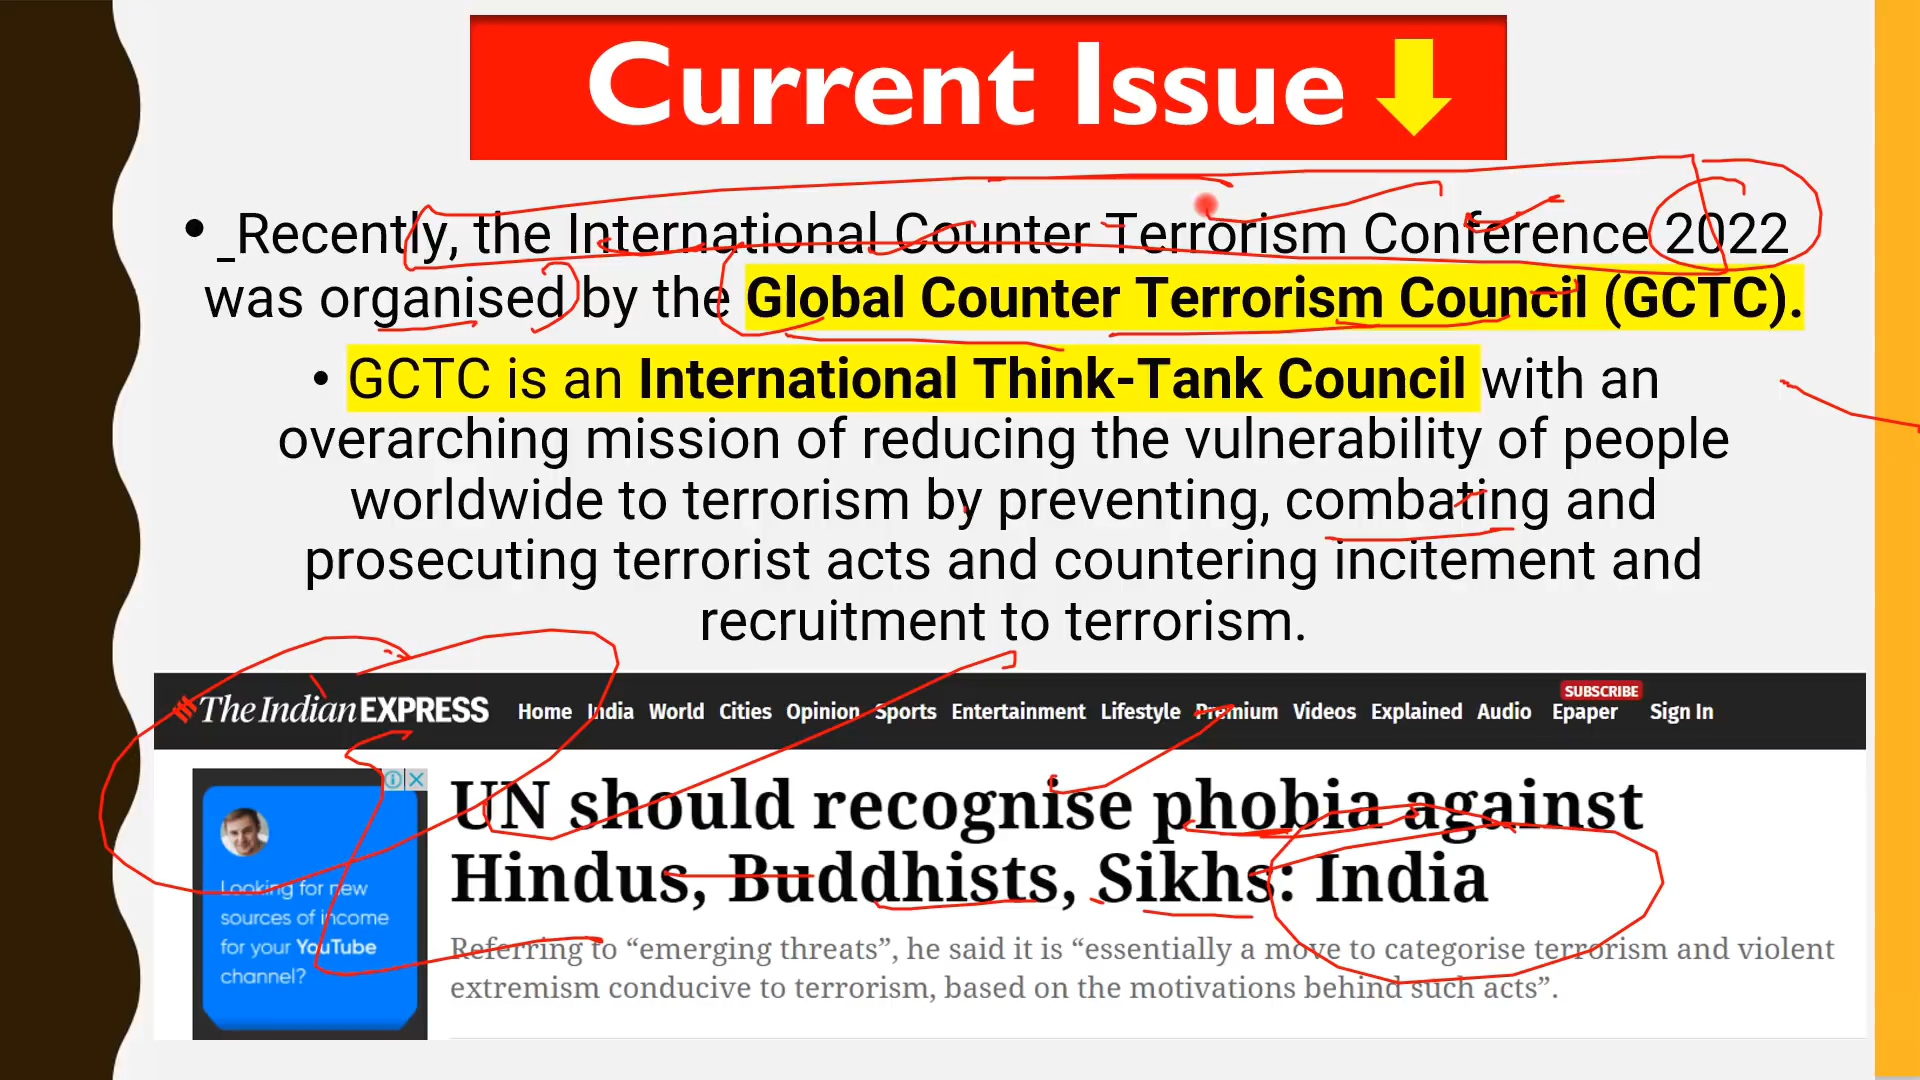 Current Issue
• Recently, the International Counter Terrorism Conference 2022
was organised by the Global Counter Terrorism Council (GCTC).
• GCTC is an International Think-Tank Council with an
overarching mission of reducing the vulnerability of people
worldwide to terrorism by preventing, combating and
prosecuting terrorist acts and countering incitement and
recruitment to terrorism.
SUBSCRIBE
The Indian EXPRESS Home India World Cities Opinion Sports Entertainment Lifestyle Premium Videos Explained Audio Epaper Sign In
UN should recognise phobia against
Hindus, Buddhists, Sikhs: India
Referring to “emerging threats”, he said it is “essentially a move to categorise terrorism and violent
extremism conducive to terrorism, based on the motivations behind such acts”.
Looking for new
sources of income
for your YouTube
channel?